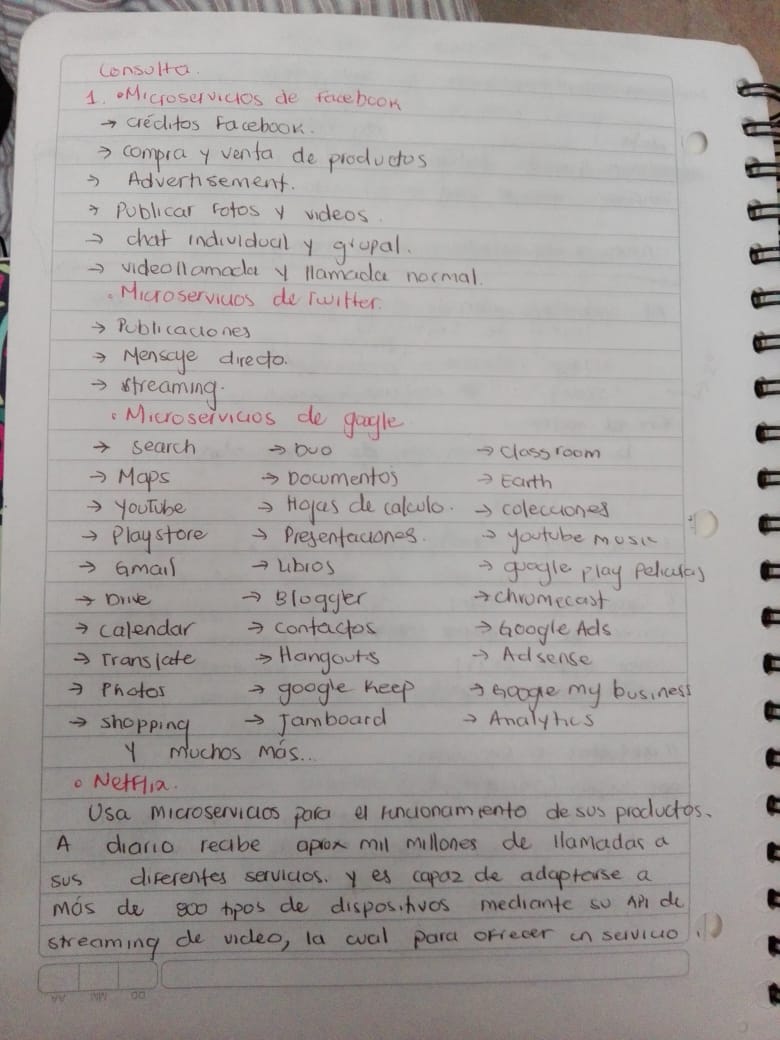 Consulta.
1. •Microservicios de facebook
→ créditos Facebook.
→ compra y venta de productos
→ Advertisement.
→ Publicar fotos y videos.
→ chat individual y grupal.
→ videollamada y llamada normal.
• Microservicios de Twitter.
→ Publicaciones
→ Mensaje directo.
→ streaming.
• Microservicios de google
→ search → Duo → Classroom
→ Maps → Documentos → Earth
→ YouTube → Hojas de calculo. → colecciones
→ Playstore → Presentaciones. → youtube music
→ Gmail → Libros → google play Peliculas
→ Drive → Blogger → chromecast
→ calendar → contactos → Google Ads
→ Translate → Hangouts → Adsense
→ Photos → google Keep → Google my business
→ shopping → Jamboard → Analytics
Y muchos más...
• Netflix.
Usa microservicios para el funcionamiento de sus productos.
A diario recibe aprox mil millones de llamadas a
sus diferentes servicios. y es capaz de adaptarse a
más de 800 tipos de dispositivos mediante su API de
streaming de video, la cual para ofrecer un servicio
AA MM DD